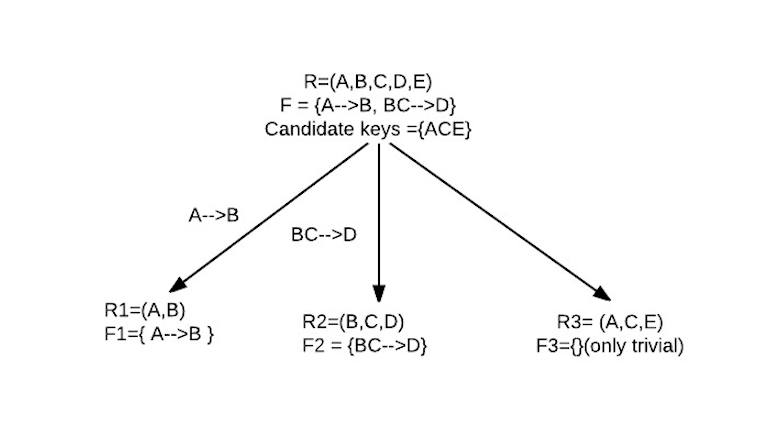 R=(A,B,C,D,E)
F = {A-->B, BC-->D}
Candidate keys ={ACE}
A-->B
BC-->D
R1=(A,B)
F1={ A-->B }
R2=(B,C,D)
F2 = {BC-->D}
R3= (A,C,E)
F3={}(only trivial)